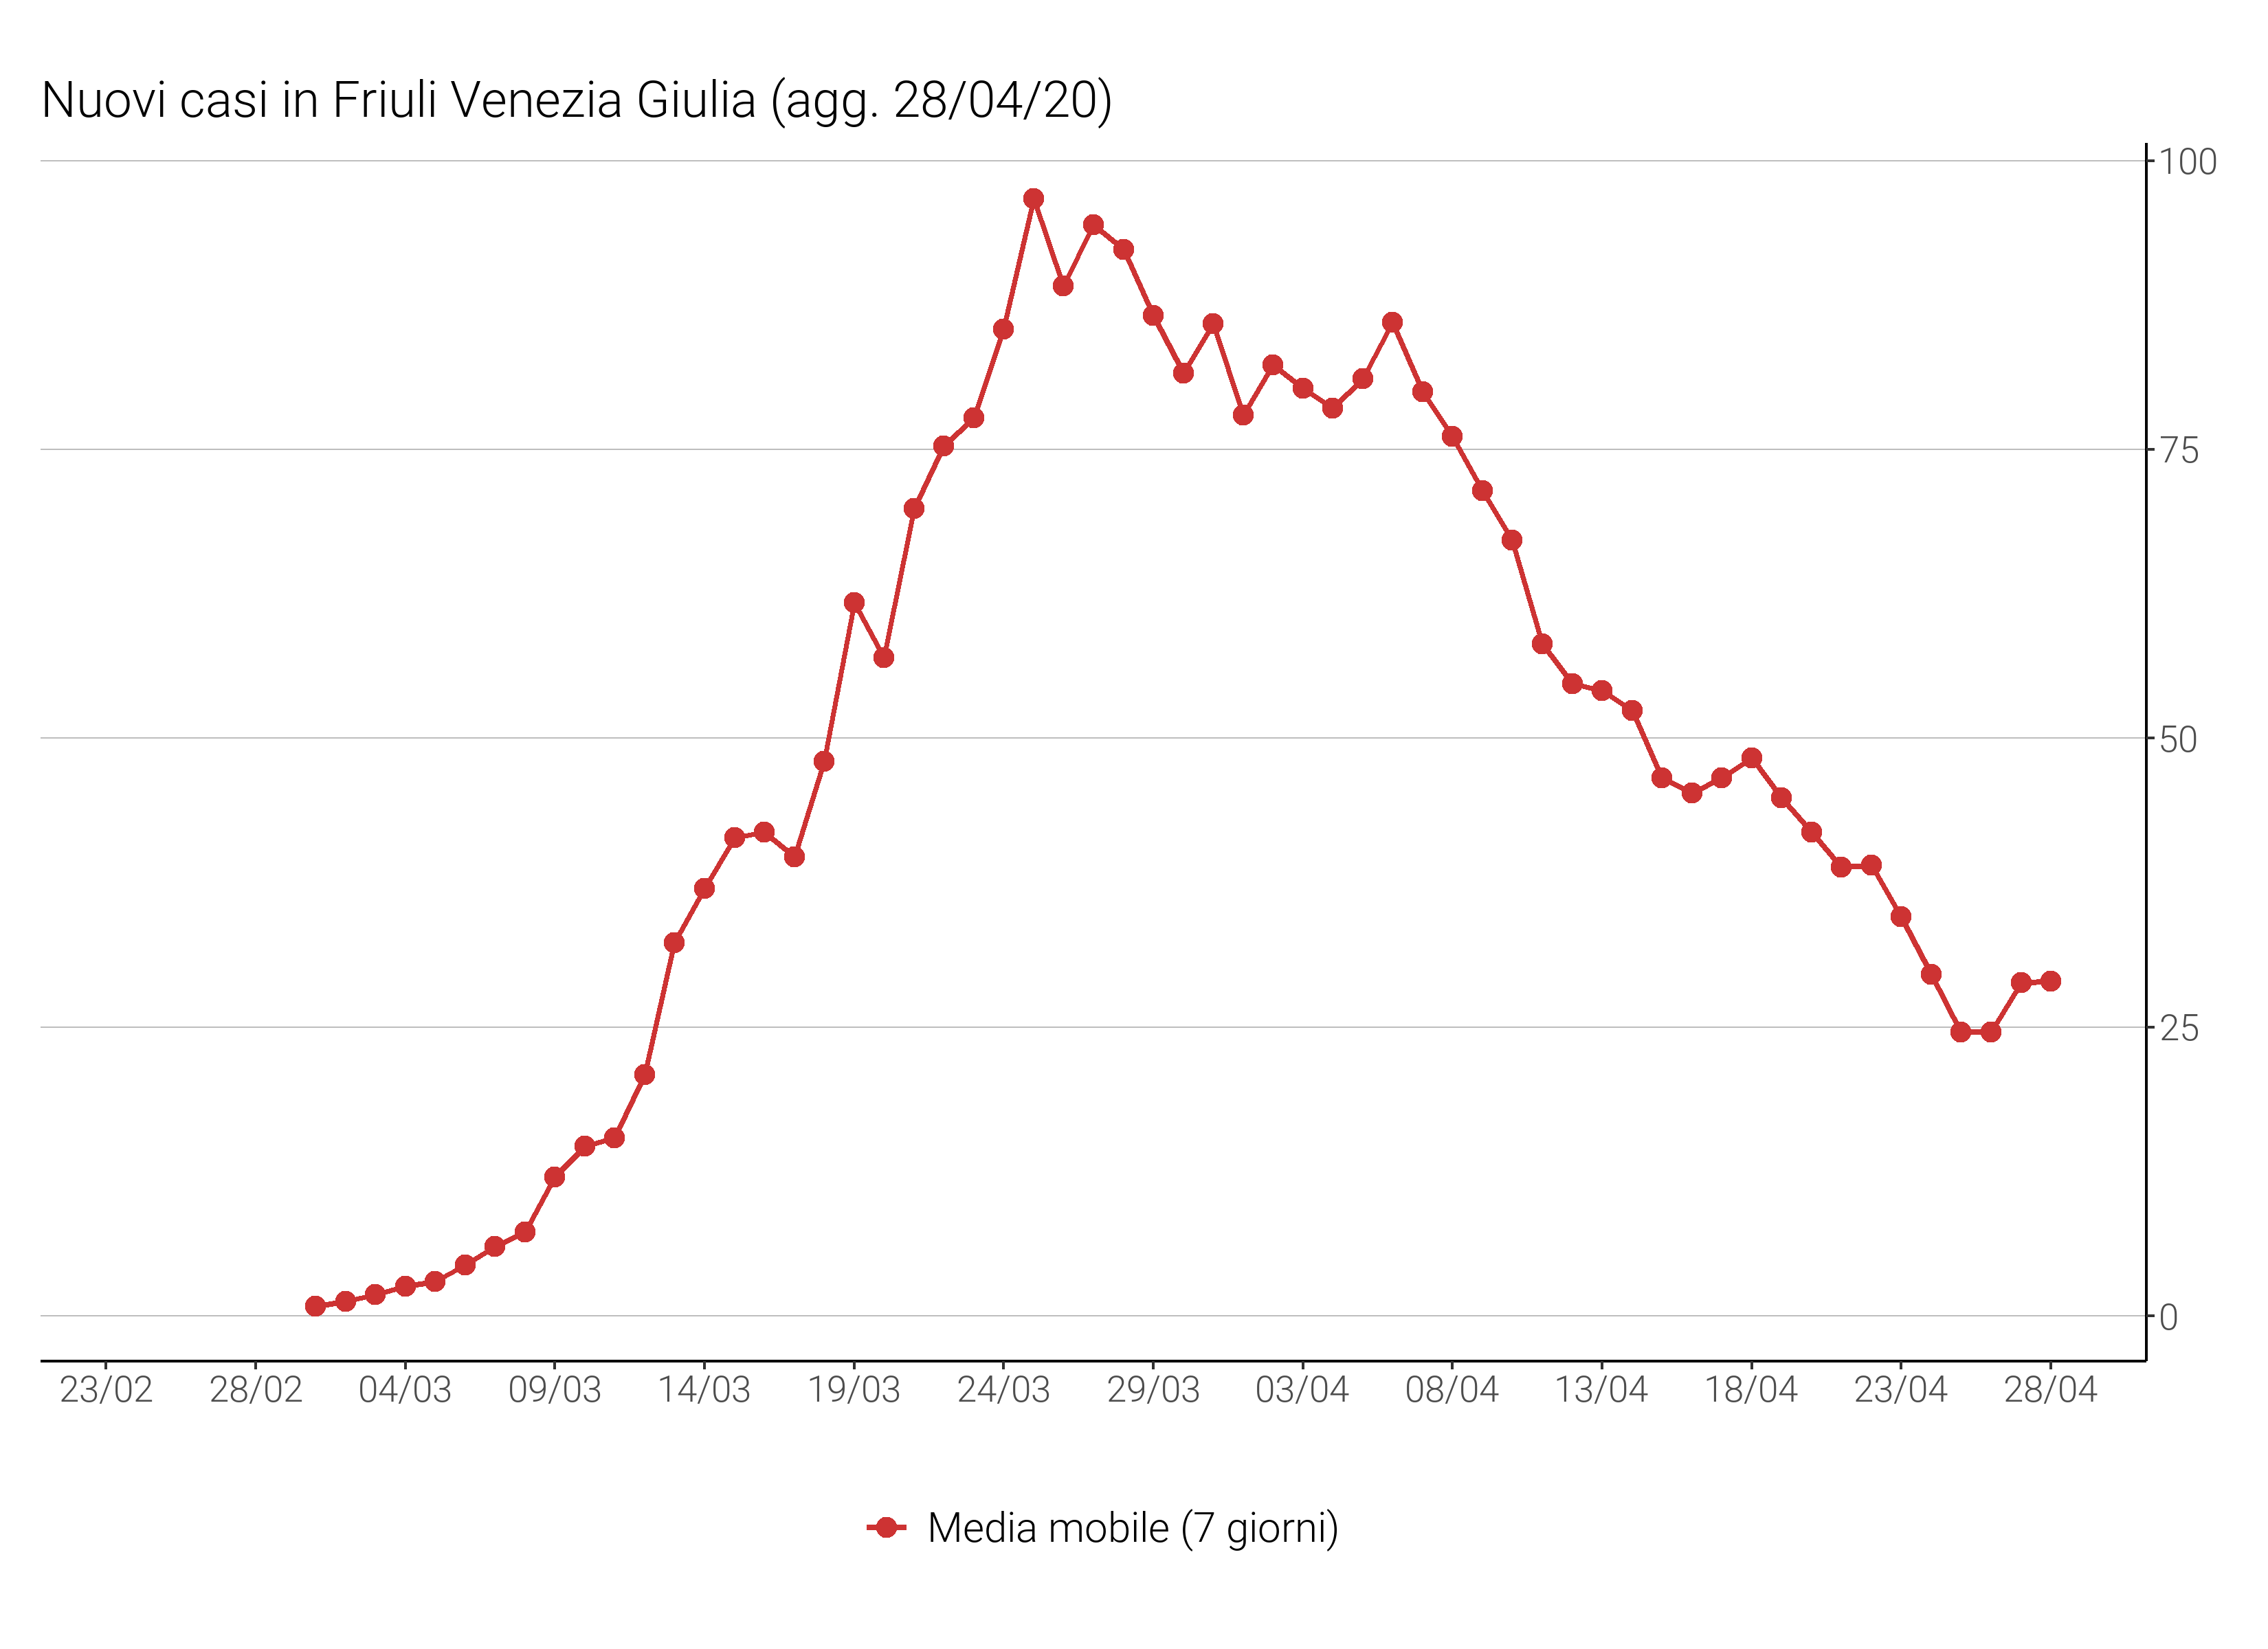 Nuovi casi in Friuli Venezia Giulia (agg. 28/04/20)
100
75
50
25
0
23/02 28/02 04/03 09/03 14/03 19/03 24/03 29/03 03/04 08/04 13/04 18/04 23/04 28/04
Media mobile (7 giorni)